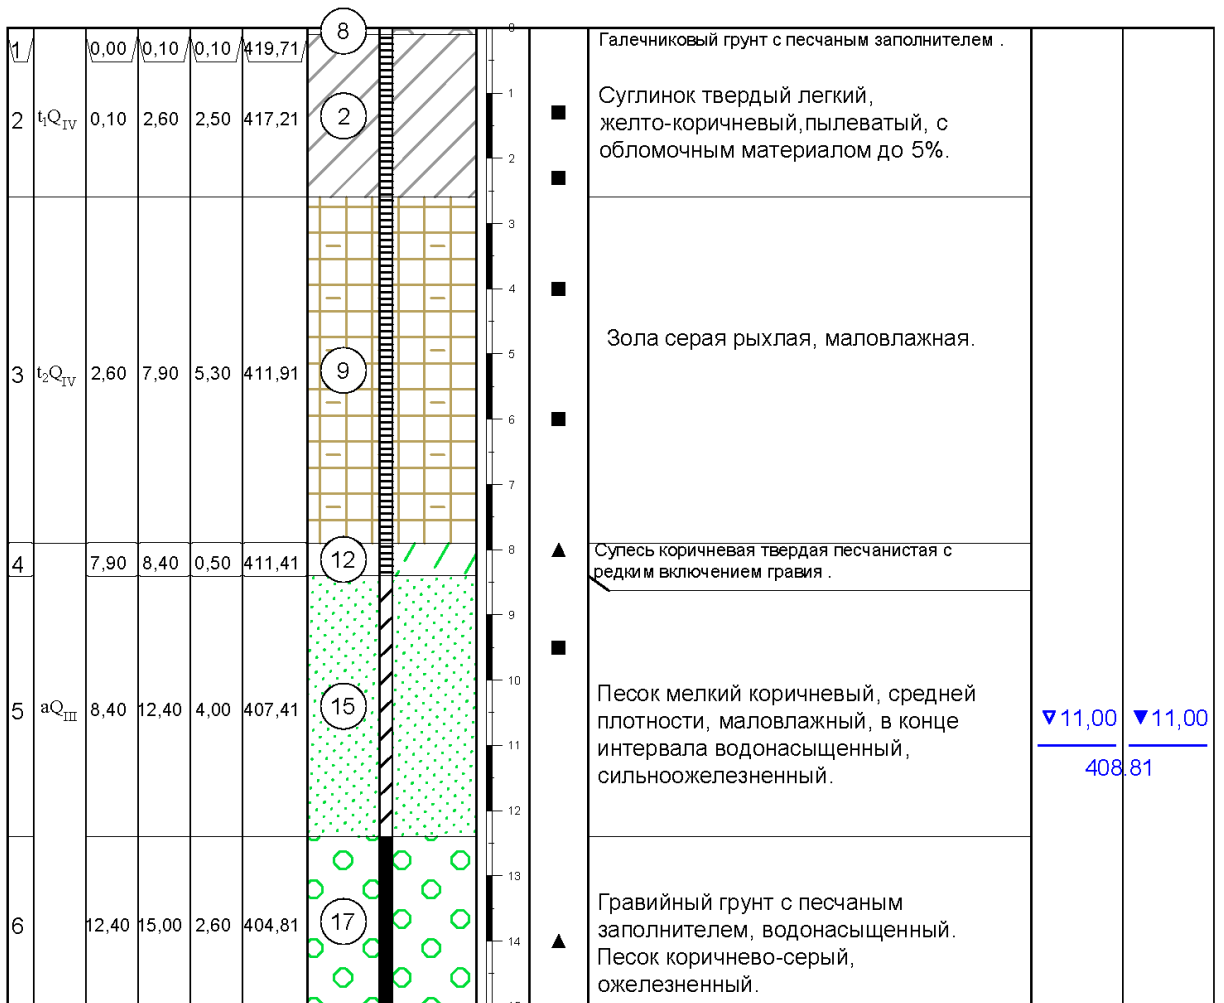 0
8
1 0,00 0,10 0,10 419,71
Галечниковый грунт с песчаным заполнителем .
1
2 t₁Q_IV 0,10 2,60 2,50 417,21 2
Суглинок твердый легкий,
желто-коричневый,пылеватый, с
обломочным материалом до 5%.
2
3
4
Зола серая рыхлая, маловлажная.
5
3 t₂Q_IV 2,60 7,90 5,30 411,91 9
6
7
8
4 7,90 8,40 0,50 411,41 12
Супесь коричневая твердая песчанистая с
редким включением гравия .
9
10
5 aQ_III 8,40 12,40 4,00 407,41 15
Песок мелкий коричневый, средней
плотности, маловлажный, в конце
интервала водонасыщенный,
сильноожелезненный.
11,00 11,00
408.81
11
12
13
6 12,40 15,00 2,60 404,81 17
Гравийный грунт с песчаным
заполнителем, водонасыщенный.
Песок коричнево-серый,
ожелезненный.
14